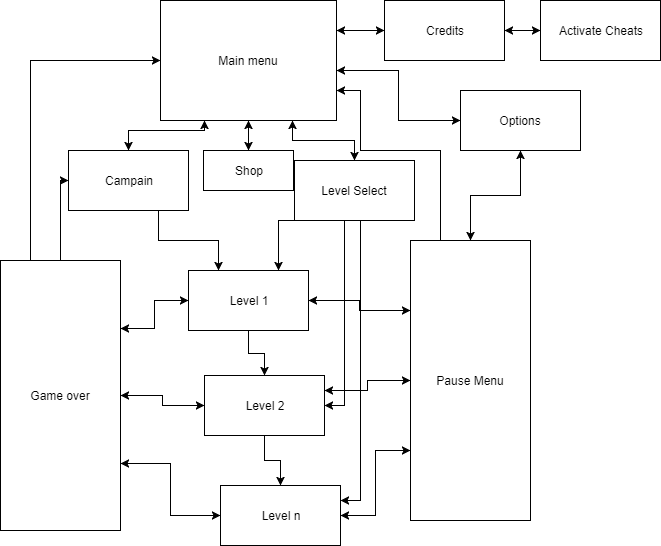 Main menu
Credits
Activate Cheats
Options
Campain
Shop
Level Select
Level 1
Game over
Level 2
Pause Menu
Level n